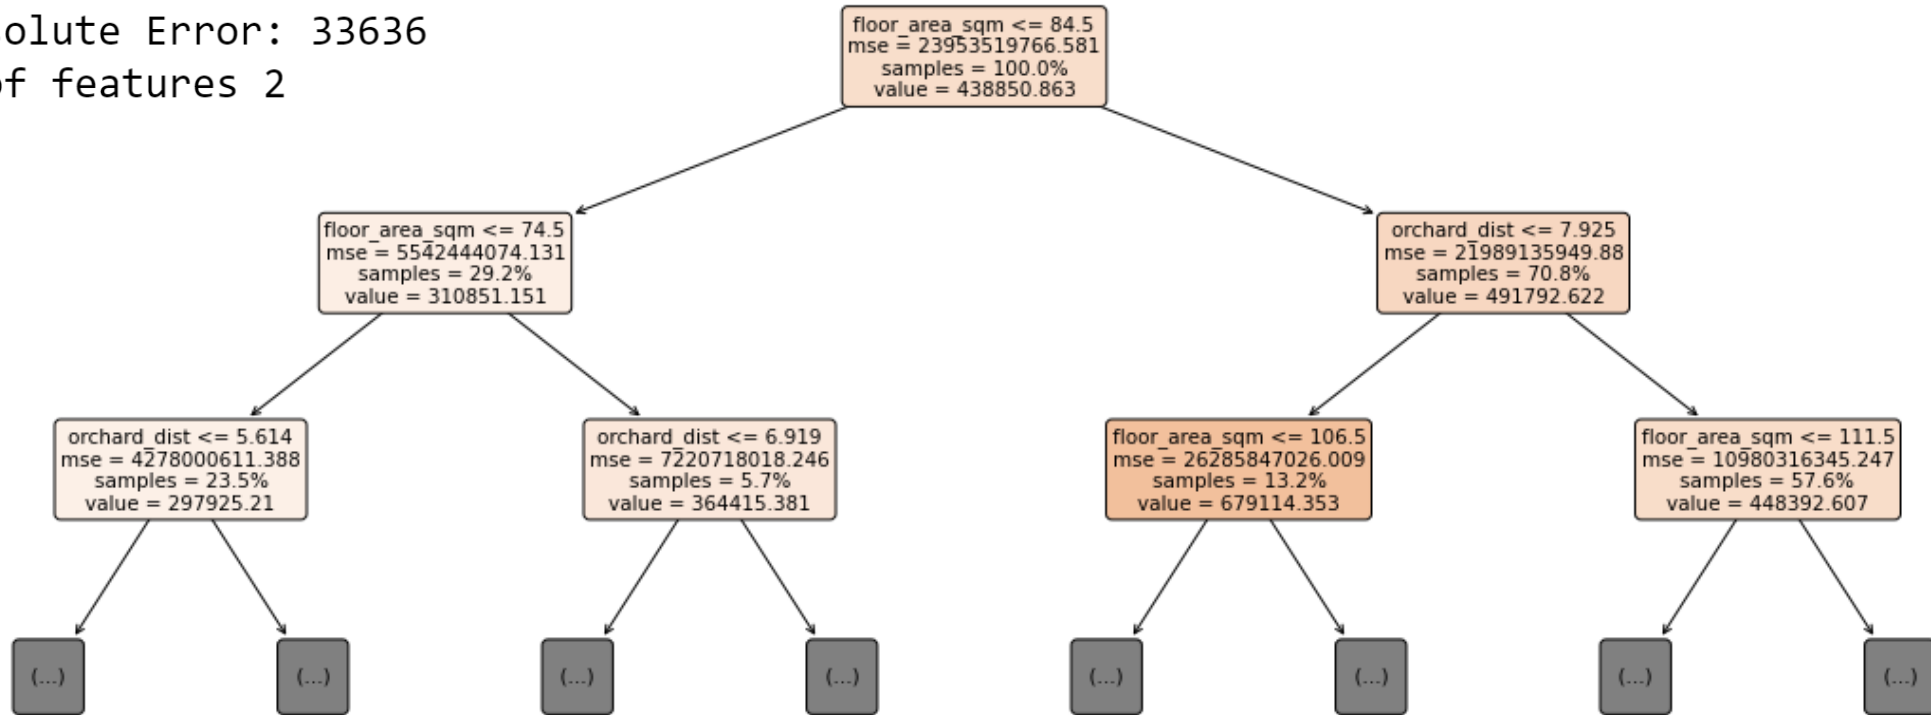 olute Error: 33636
of features 2
floor_area_sqm <= 84.5
mse = 23953519766.581
samples = 100.0%
value = 438850.863
floor_area_sqm <= 74.5
mse = 5542444074.131
samples = 29.2%
value = 310851.151
orchard_dist <= 7.925
mse = 21989135949.88
samples = 70.8%
value = 491792.622
orchard_dist <= 5.614
mse = 4278000611.388
samples = 23.5%
value = 297925.21
orchard_dist <= 6.919
mse = 7220718018.246
samples = 5.7%
value = 364415.381
floor_area_sqm <= 106.5
mse = 26285847026.009
samples = 13.2%
value = 679114.353
floor_area_sqm <= 111.5
mse = 10980316345.247
samples = 57.6%
value = 448392.607
(...)
(...)
(...)
(...)
(...)
(...)
(...)
(...)